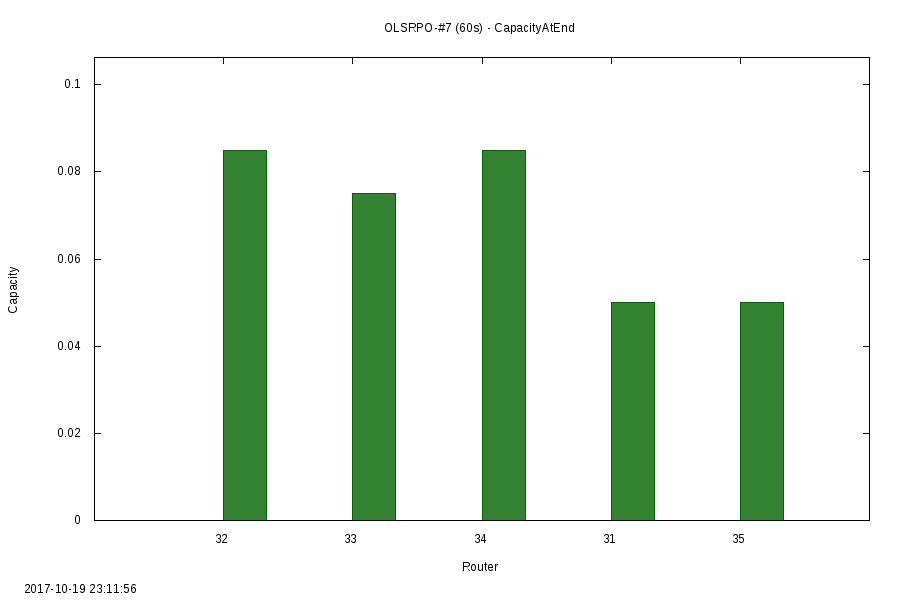 OLSRPO-#7 (60s) - CapacityAtEnd
0.1
0.08
0.06
0.04
0.02
0
Capacity
32 33 34 31 35
Router
2017-10-19 23:11:56